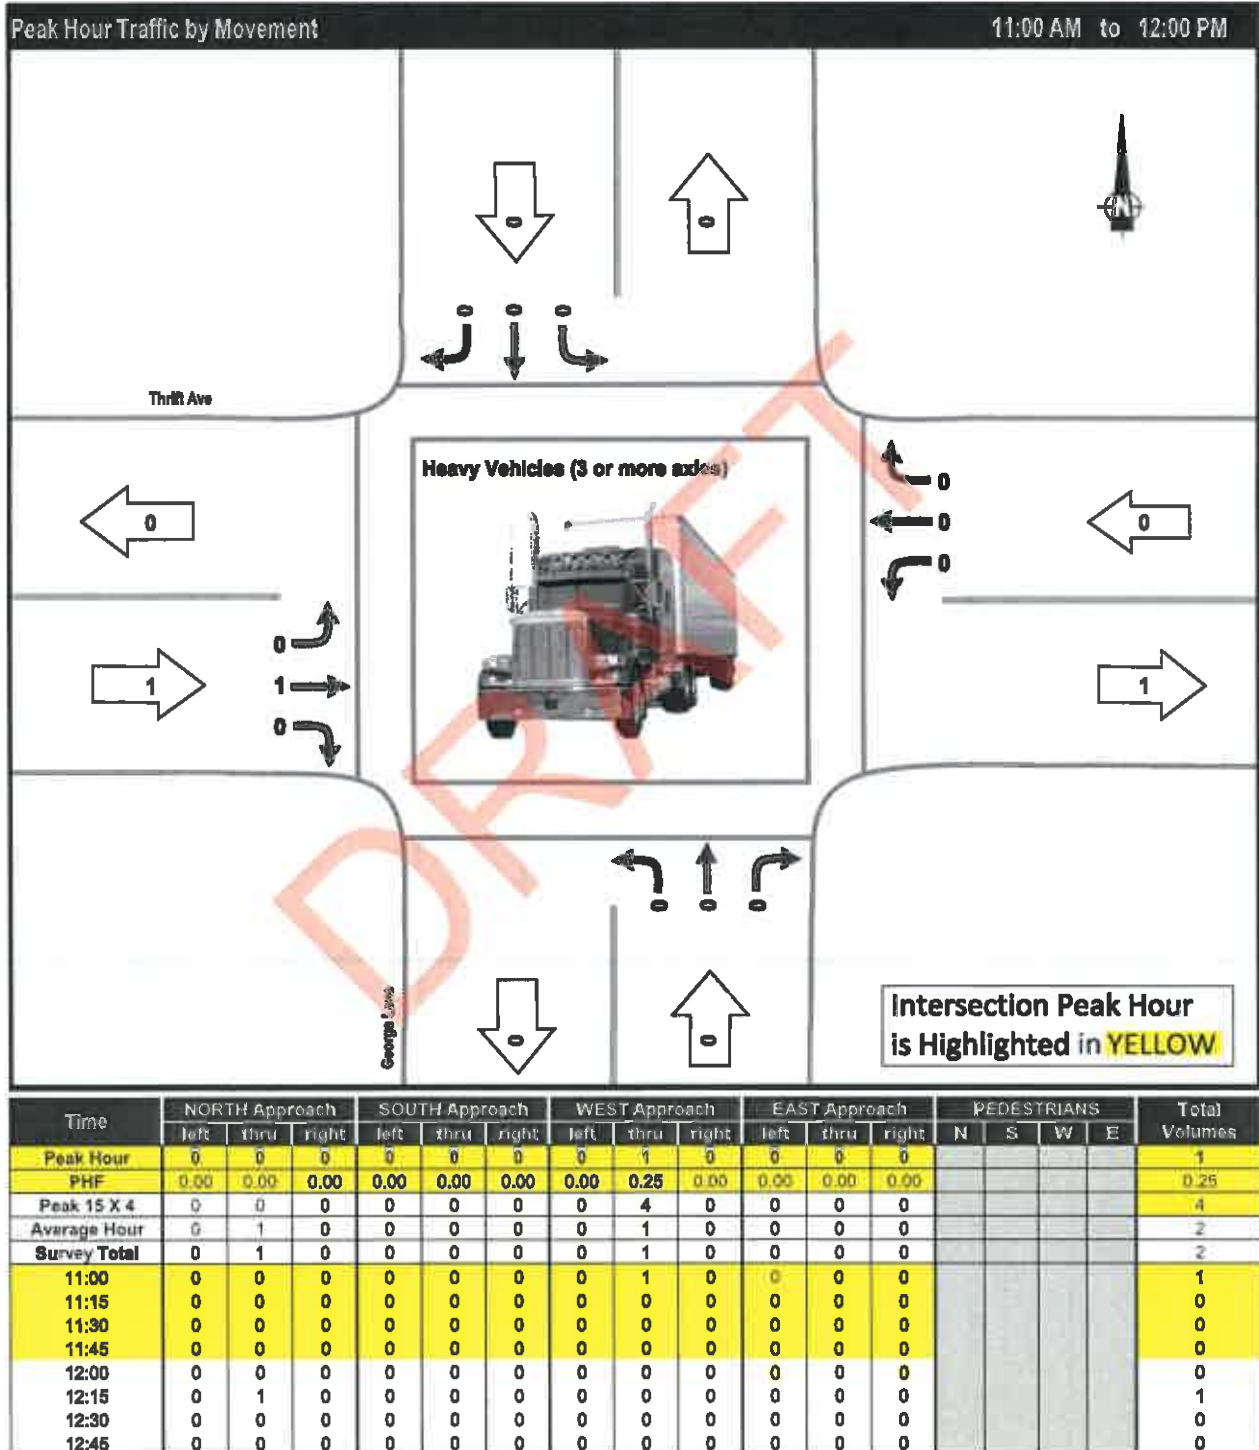 Peak Hour Traffic by Movement 11:00 AM to 12:00 PM
0 0
0 0 0
Thrift Ave
Heavy Vehicles (3 or more axles)
0
0 0 0
0
0
0
1 1 1
0
0 0 0
George Lane
0 0
Intersection Peak Hour
is Highlighted in YELLOW
DRAFT
Time NORTH Approach SOUTH Approach WEST Approach EAST Approach PEDESTRIANS Total
left thru right left thru right left thru right left thru right N S W E Volumes
Peak Hour 0 0 0 0 0 0 0 1 0 0 0 0 1
PHF 0.00 0.00 0.00 0.00 0.00 0.00 0.00 0.25 0.00 0.00 0.00 0.00 0.25
Peak 15 X 4 0 0 0 0 0 0 0 4 0 0 0 0 4
Average Hour 0 1 0 0 0 0 0 1 0 0 0 0 2
Survey Total 0 1 0 0 0 0 0 1 0 0 0 0 2
11:00 0 0 0 0 0 0 0 1 0 0 0 0 1
11:15 0 0 0 0 0 0 0 0 0 0 0 0 0
11:30 0 0 0 0 0 0 0 0 0 0 0 0 0
11:45 0 0 0 0 0 0 0 0 0 0 0 0 0
12:00 0 0 0 0 0 0 0 0 0 0 0 0 0
12:15 0 1 0 0 0 0 0 0 0 0 0 0 1
12:30 0 0 0 0 0 0 0 0 0 0 0 0 0
12:45 0 0 0 0 0 0 0 0 0 0 0 0 0